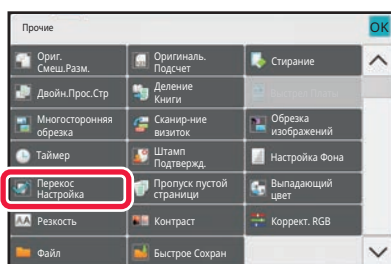 Прочие
OK
Ориг.
Смеш.Разм.
Оригиналь.
Подсчет
Стирание
Двойн.Прос.Стр
Деление
Книги
Многосторонняя
обрезка
Сканир-ние
визиток
Обрезка
изображений
Таймер
Штамп
Подтвержд.
Настройка Фона
Перекос
Настройка
Пропуск пустой
страници
Выпадающий
цвет
Резкость
Контраст
Коррект. RGB
Файл
Быстрое Сохран